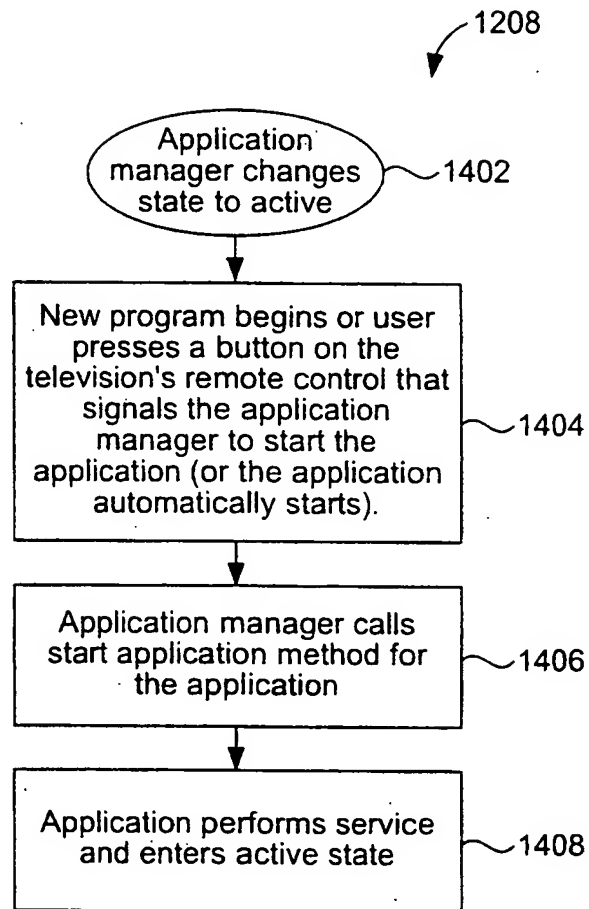 1208
Application
manager changes
state to active
1402
New program begins or user
presses a button on the
television's remote control that
signals the application
manager to start the
application (or the application
automatically starts).
1404
Application manager calls
start application method for
the application
1406
Application performs service
and enters active state
1408